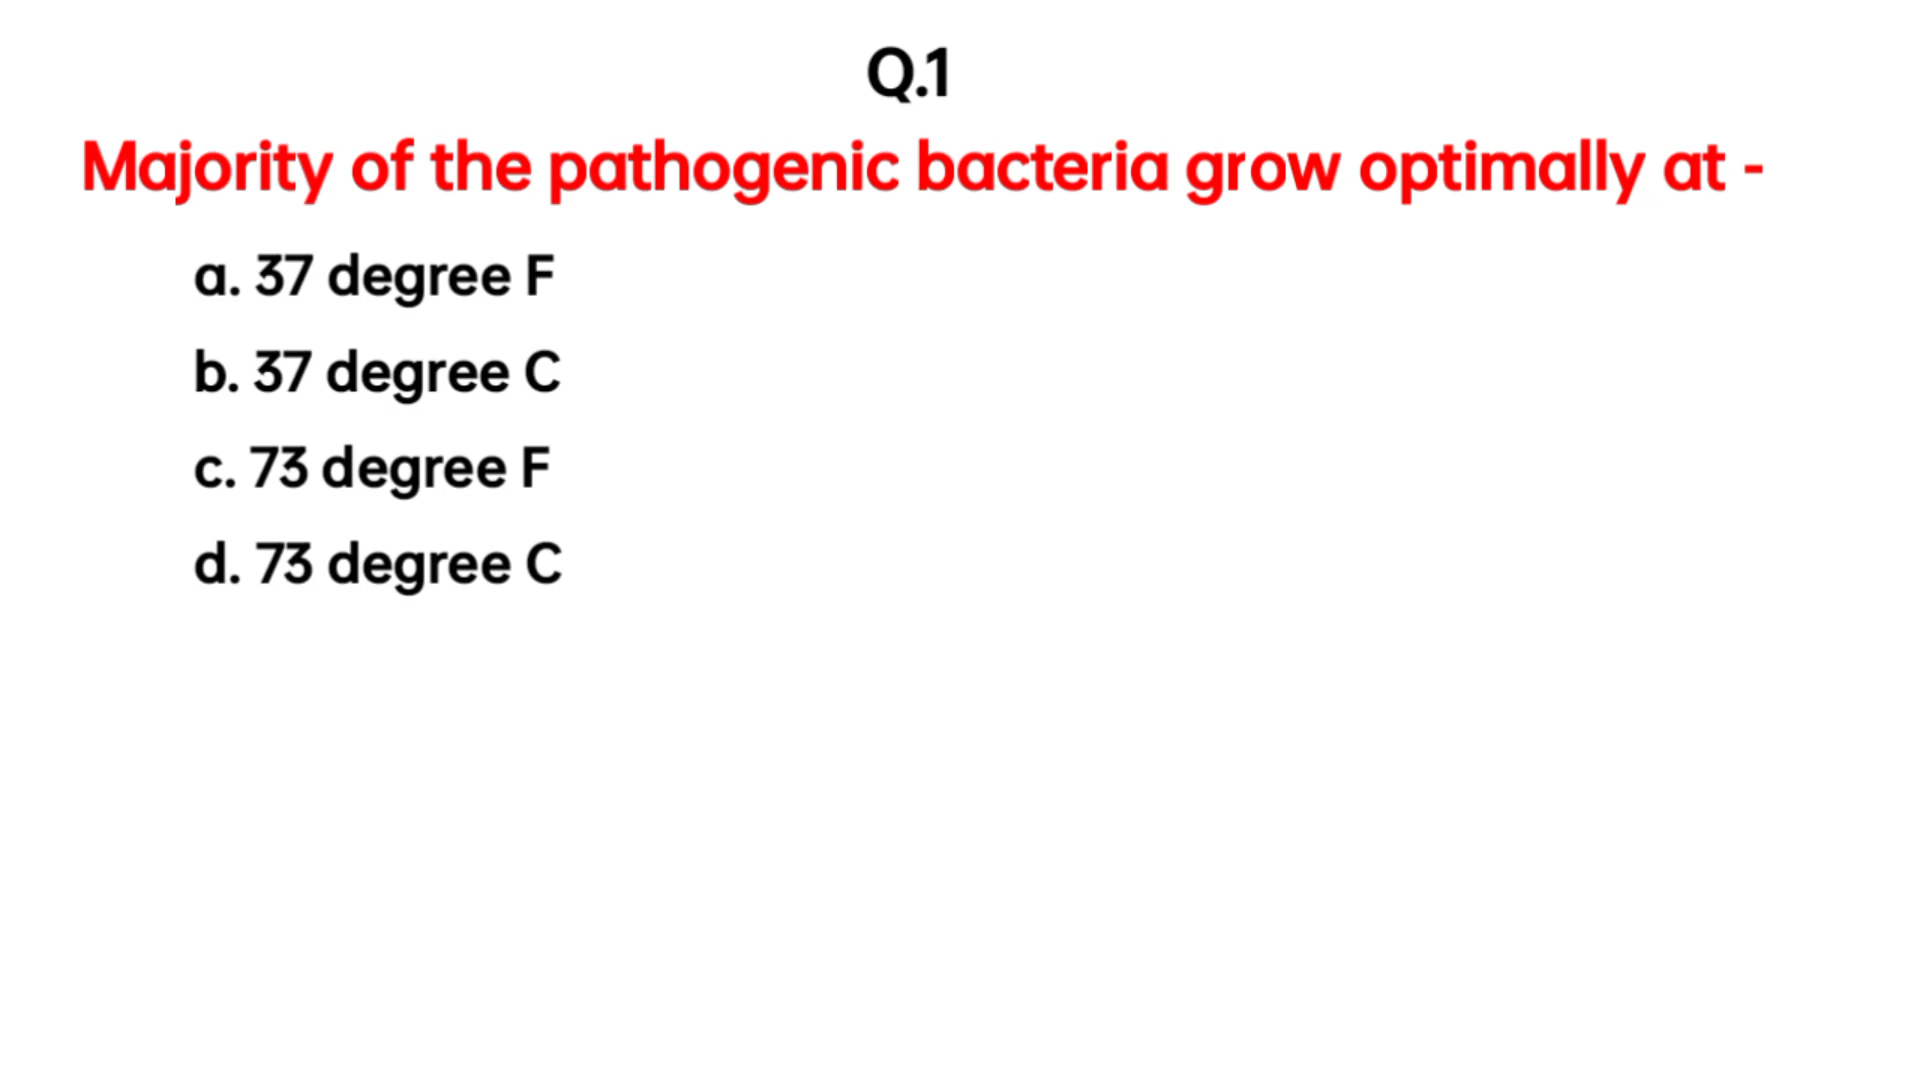 Q.1
Majority of the pathogenic bacteria grow optimally at -
a. 37 degree F
b. 37 degree C
c. 73 degree F
d. 73 degree C